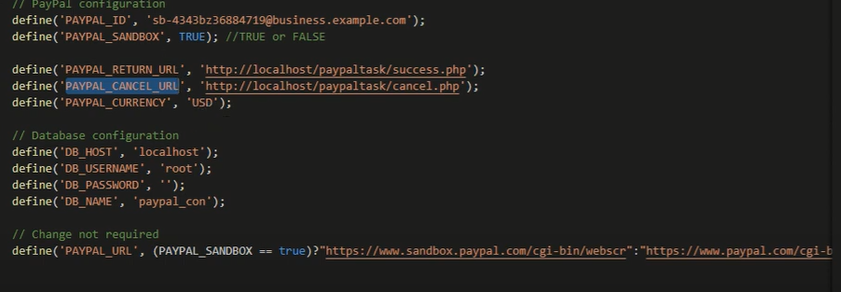 // PayPal configuration
define('PAYPAL_ID', 'sb-4343bz36884719@business.example.com');
define('PAYPAL_SANDBOX', TRUE); //TRUE or FALSE
define('PAYPAL_RETURN_URL', 'http://localhost/paypaltask/success.php');
define('PAYPAL_CANCEL_URL', 'http://localhost/paypaltask/cancel.php');
define('PAYPAL_CURRENCY', 'USD');
// Database configuration
define('DB_HOST', 'localhost');
define('DB_USERNAME', 'root');
define('DB_PASSWORD', '');
define('DB_NAME', 'paypal_con');
// Change not required
define('PAYPAL_URL', (PAYPAL_SANDBOX == true)?"https://www.sandbox.paypal.com/cgi-bin/webscr":"https://www.paypal.com/cgi-b